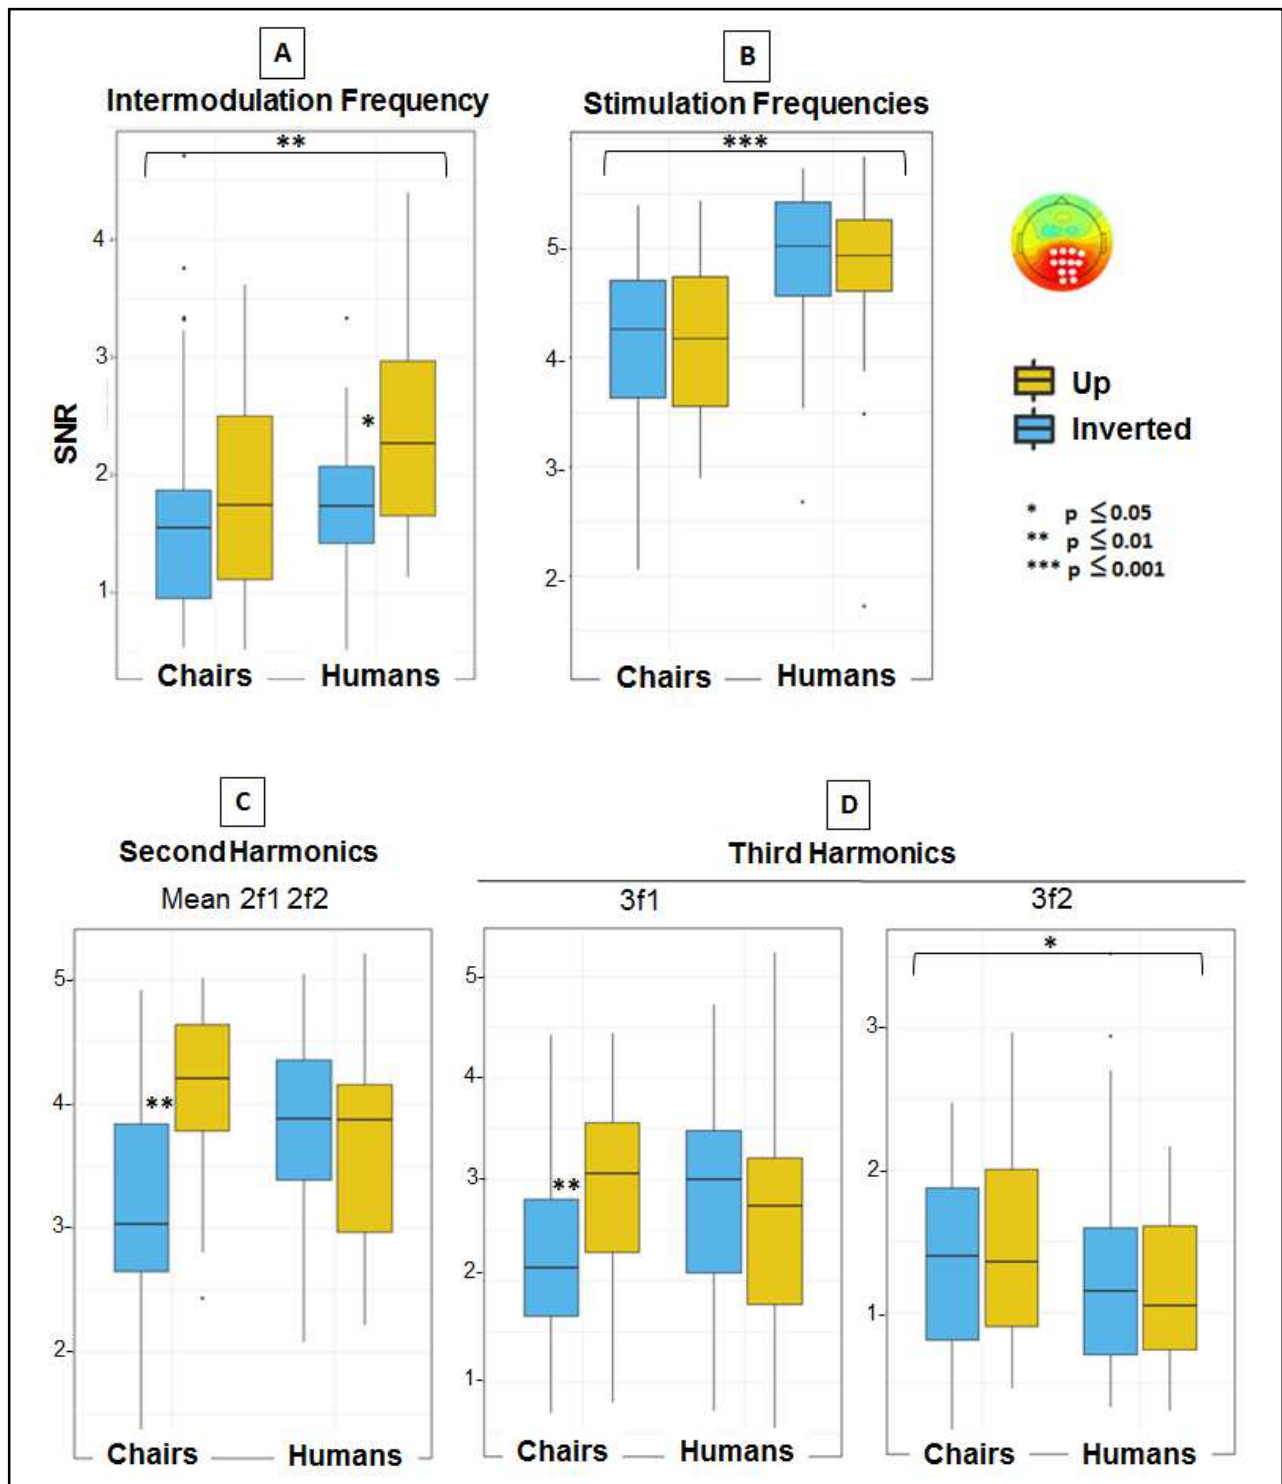 A
Intermodulation Frequency
**
4
3
2
1
SNR
*
Chairs
Humans
B
Stimulation Frequencies
***
5
4
3
2
Chairs
Humans
Up
Inverted
* p ≤0.05
** p ≤0.01
*** p ≤0.001
C
SecondHarmonics
Mean 2f1 2f2
5
4
3
2
**
Chairs
Humans
D
Third Harmonics
3f1
5
4
3
2
1
**
Chairs
Humans
3f2
*
3
2
1
Chairs
Humans